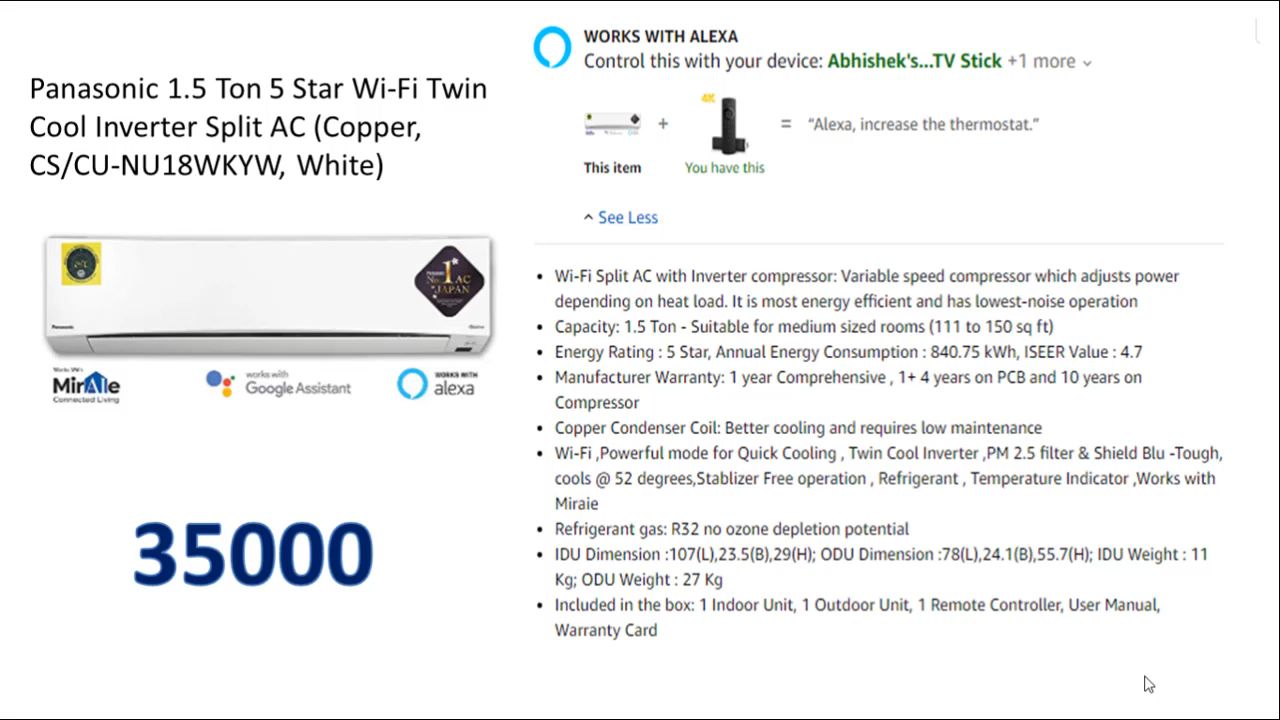 Panasonic 1.5 Ton 5 Star Wi-Fi Twin
Cool Inverter Split AC (Copper,
CS/CU-NU18WKYW, White)
No.1 AC
JAPAN
Panasonic
MirAIe
Connected Living
works with
Google Assistant
WORKS WITH
alexa
35000
WORKS WITH ALEXA
Control this with your device: Abhishek's...TV Stick +1 more
4K
+
=
“Alexa, increase the thermostat.”
This item
You have this
See Less
• Wi-Fi Split AC with Inverter compressor: Variable speed compressor which adjusts power
depending on heat load. It is most energy efficient and has lowest-noise operation
• Capacity: 1.5 Ton - Suitable for medium sized rooms (111 to 150 sq ft)
• Energy Rating : 5 Star, Annual Energy Consumption : 840.75 kWh, ISEER Value : 4.7
• Manufacturer Warranty: 1 year Comprehensive , 1+ 4 years on PCB and 10 years on
Compressor
• Copper Condenser Coil: Better cooling and requires low maintenance
• Wi-Fi ,Powerful mode for Quick Cooling , Twin Cool Inverter ,PM 2.5 filter & Shield Blu -Tough,
cools @ 52 degrees,Stablizer Free operation , Refrigerant , Temperature Indicator ,Works with
Miraie
• Refrigerant gas: R32 no ozone depletion potential
• IDU Dimension :107(L),23.5(B),29(H); ODU Dimension :78(L),24.1(B),55.7(H); IDU Weight : 11
Kg; ODU Weight : 27 Kg
• Included in the box: 1 Indoor Unit, 1 Outdoor Unit, 1 Remote Controller, User Manual,
Warranty Card